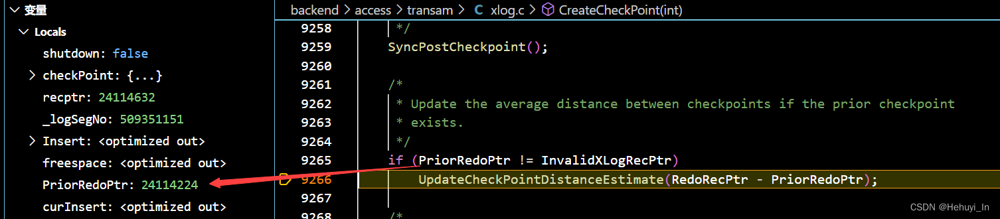 变量
Locals
shutdown: false
checkPoint: {...}
recptr: 24114632
_logSegNo: 509351151
Insert: <optimized out>
freespace: <optimized out>
PriorRedoPtr: 24114224
curInsert: <optimized out>
backend > access > transam > C xlog.c > CreateCheckPoint(int)
9258 */
9259 SyncPostCheckpoint();
9260
9261 /*
9262 * Update the average distance between checkpoints if the prior checkpoint
9263 * exists.
9264 */
9265 if (PriorRedoPtr != InvalidXLogRecPtr)
9266 UpdateCheckPointDistanceEstimate(RedoRecPtr - PriorRedoPtr);
9267
9268 /*
CSDN @Hehuyi_In